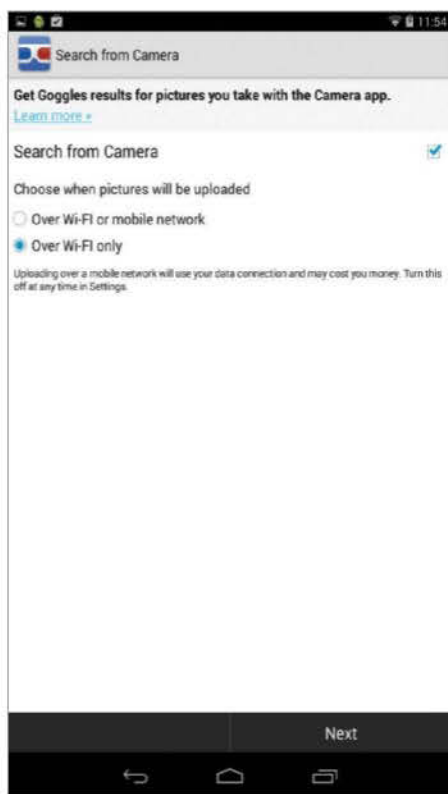 11:54
Search from Camera
Get Goggles results for pictures you take with the Camera app.
Learn more »
Search from Camera
Choose when pictures will be uploaded
Over Wi-FI or mobile network
Over Wi-FI only
Uploading over a mobile network will use your data connection and may cost you money. Turn this
off at any time in Settings.
Next